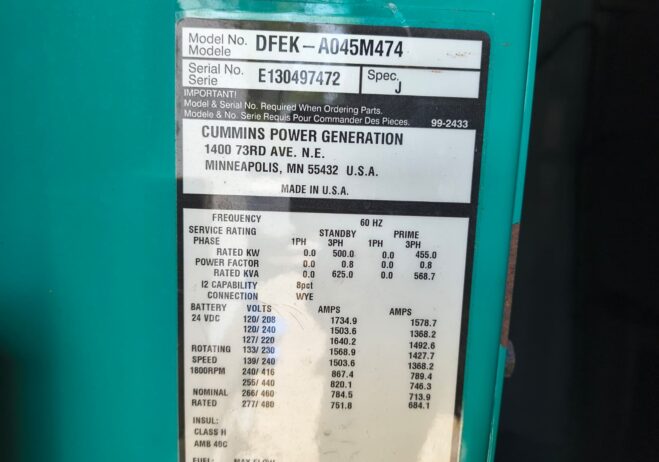 Model No. DFEK-A045M474
Modele
Serial No. E130497472 Spec. J
Serie
IMPORTANT!
Model & Serial No. Required When Ordering Parts.
Modele & No. Serie Requis Pour Commander Des Pieces. 99-2433
CUMMINS POWER GENERATION
1400 73RD AVE. N.E.
MINNEAPOLIS, MN 55432 U.S.A.
MADE IN U.S.A.
FREQUENCY 60 HZ
SERVICE RATING STANDBY PRIME
PHASE 1PH 3PH 1PH 3PH
RATED KW 0.0 500.0 0.0 455.0
POWER FACTOR 0.0 0.8 0.0 0.8
RATED KVA 0.0 625.0 0.0 568.7
I2 CAPABILITY 8pct
CONNECTION WYE
BATTERY VOLTS AMPS AMPS
24 VDC 120/208 1734.9 1578.7
120/240 1503.6 1368.2
127/220 1640.2 1492.6
ROTATING 133/230 1568.9 1427.7
SPEED 139/240 1503.6 1368.2
1800RPM 240/416 867.4 789.4
255/440 820.1 746.3
NOMINAL 266/460 784.5 713.9
RATED 277/480 751.8 684.1
INSUL:
CLASS H
AMB 40C
FUEL: MAX FLOW